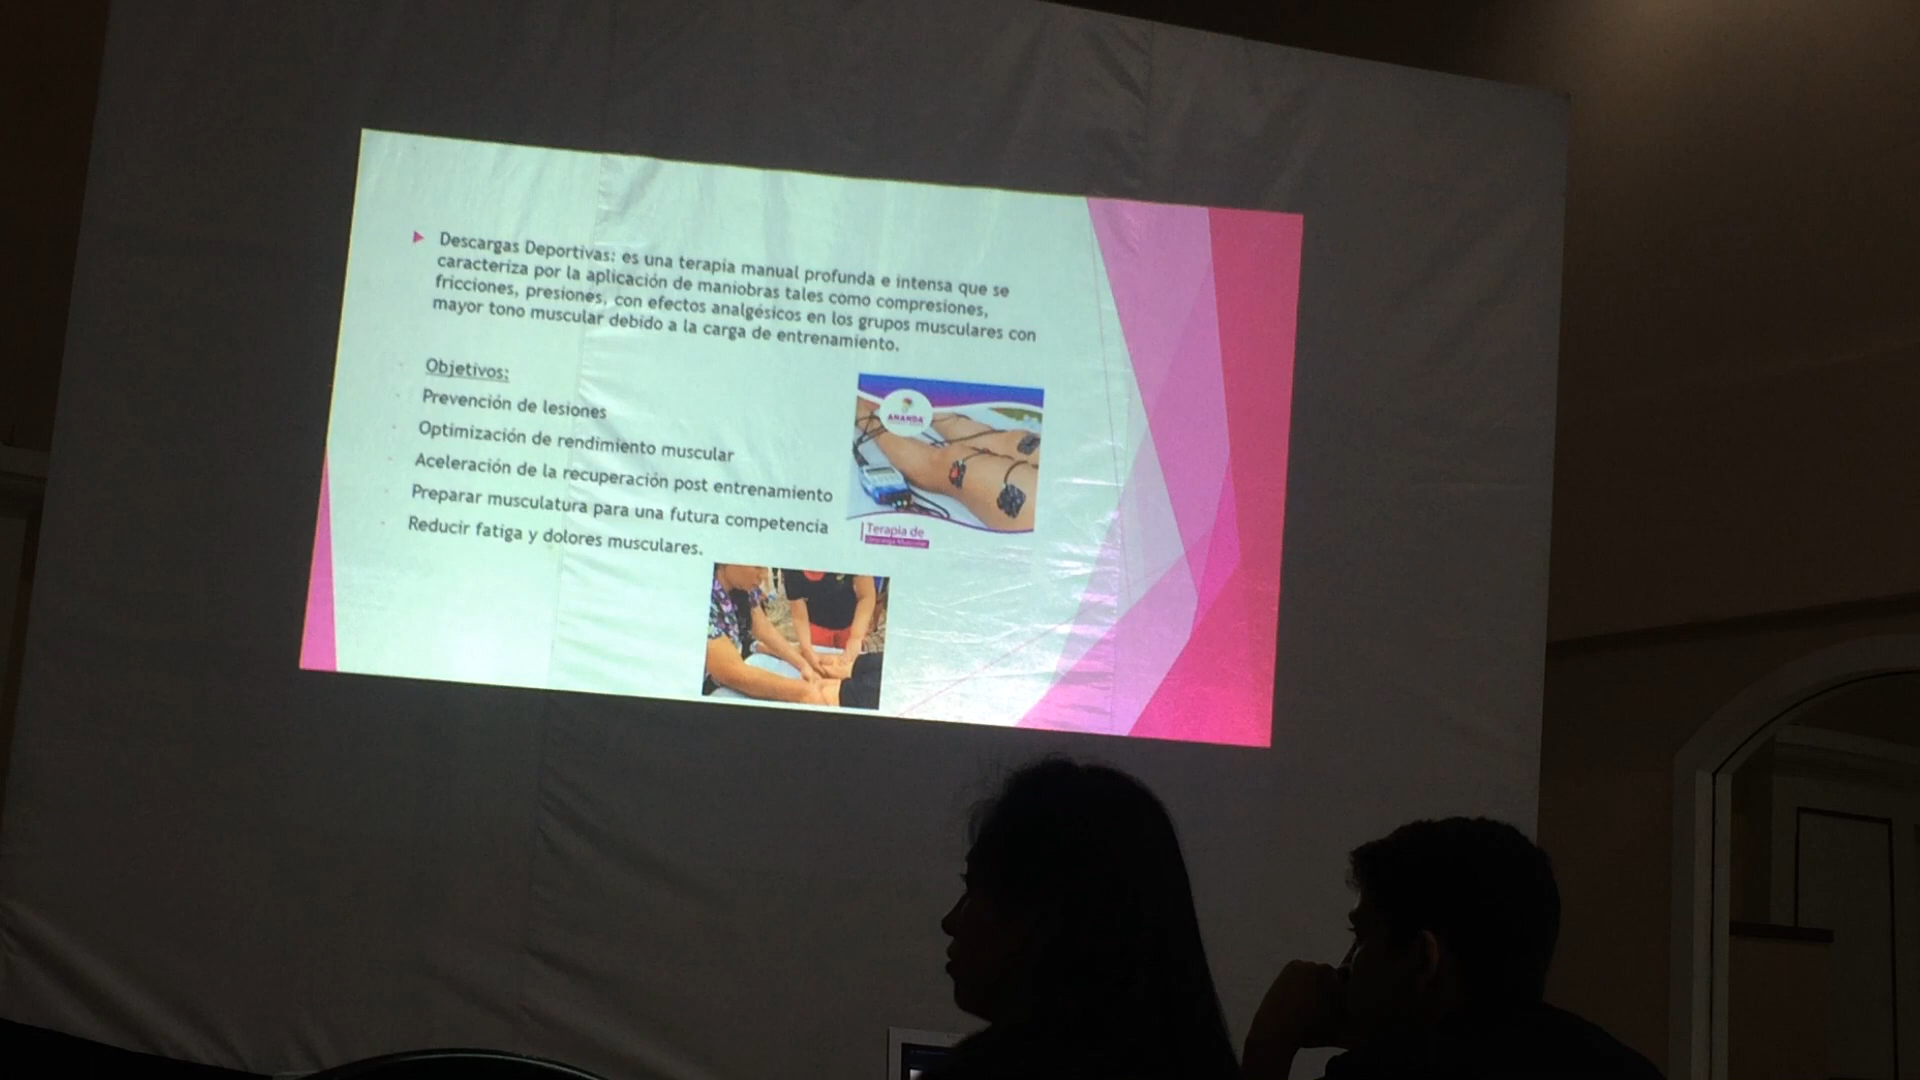 Descargas Deportivas: es una terapia manual profunda e intensa que se
caracteriza por la aplicación de maniobras tales como compresiones,
fricciones, presiones, con efectos analgésicos en los grupos musculares con
mayor tono muscular debido a la carga de entrenamiento.
Objetivos:
Prevención de lesiones
Optimización de rendimiento muscular
Aceleración de la recuperación post entrenamiento
Preparar musculatura para una futura competencia
Reducir fatiga y dolores musculares.
ANANDA
Terapia de